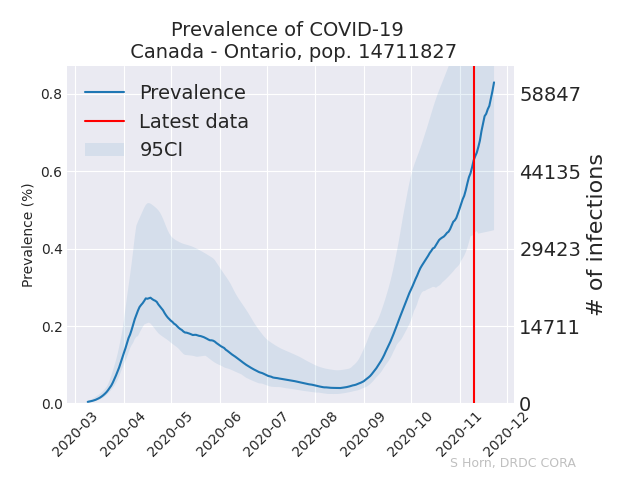 Prevalence of COVID-19
Canada - Ontario, pop. 14711827
Prevalence
Latest data
95CI
Prevalence (%)
0.8
0.6
0.4
0.2
0.0
58847
44135
29423
14711
0
# of infections
2020-03
2020-04
2020-05
2020-06
2020-07
2020-08
2020-09
2020-10
2020-11
2020-12
S Horn, DRDC CORA